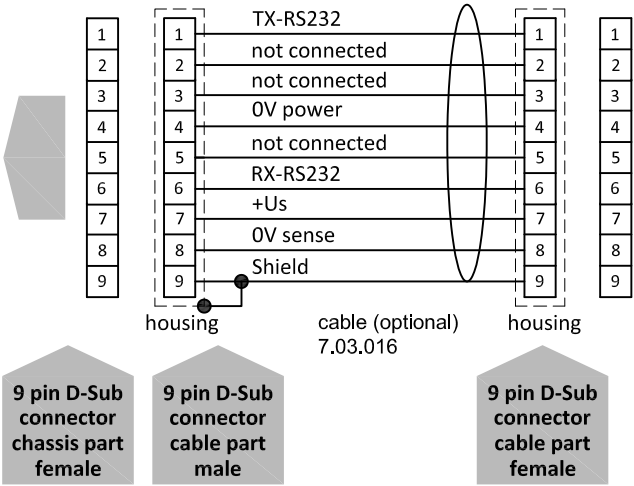 TX-RS232
1 1 1 1
not connected
2 2 2 2
not connected
3 3 3 3
0V power
4 4 4 4
not connected
5 5 5 5
RX-RS232
6 6 6 6
+Us
7 7 7 7
0V sense
8 8 8 8
Shield
9 9 9 9
housing cable (optional) housing
7.03.016
9 pin D-Sub
connector
chassis part
female
9 pin D-Sub
connector
cable part
male
9 pin D-Sub
connector
cable part
female